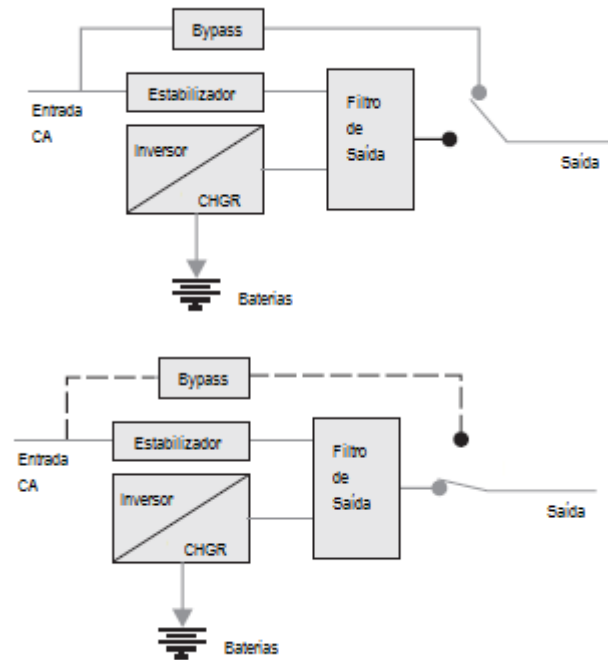 Bypass
Estabilizador
Entrada
CA
Inversor
CHGR
Filtro
de
Saída
Saída
Baterias
Bypass
Estabilizador
Entrada
CA
Inversor
CHGR
Filtro
de
Saída
Saída
Baterias